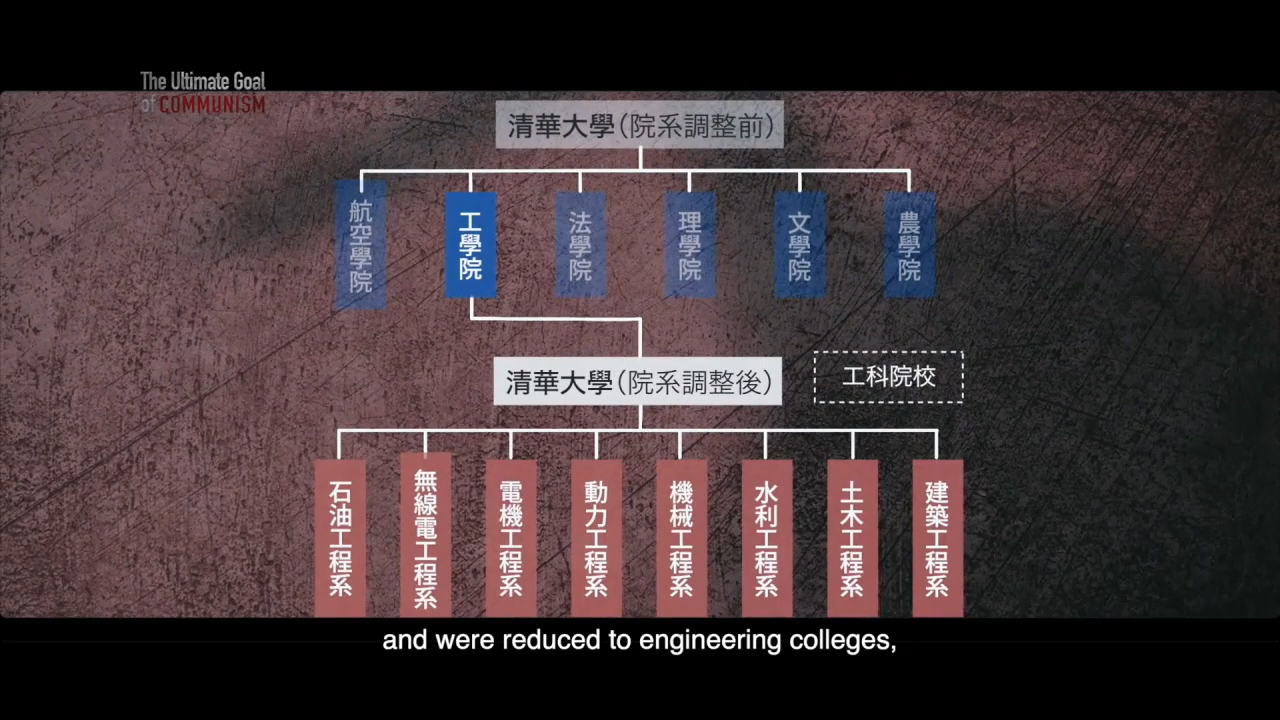 The Ultimate Goal
of COMMUNISM
清華大學(院系調整前)
航空學院
工學院
法學院
理學院
文學院
農學院
清華大學(院系調整後)
工科院校
石油工程系
無線電工程系
電機工程系
動力工程系
機械工程系
水利工程系
土木工程系
建築工程系
and were reduced to engineering colleges,